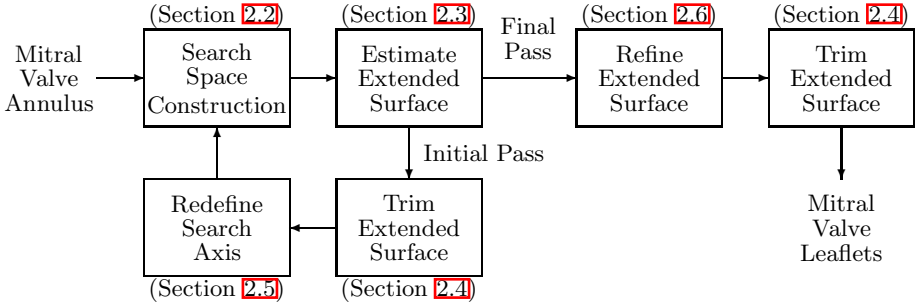 (Section 2.2)
Search
Space
Construction
(Section 2.3)
Estimate
Extended
Surface
Final
Pass
(Section 2.6)
Refine
Extended
Surface
(Section 2.4)
Trim
Extended
Surface
Mitral
Valve
Annulus
Initial Pass
Redefine
Search
Axis
(Section 2.5)
Trim
Extended
Surface
(Section 2.4)
Mitral
Valve
Leaflets